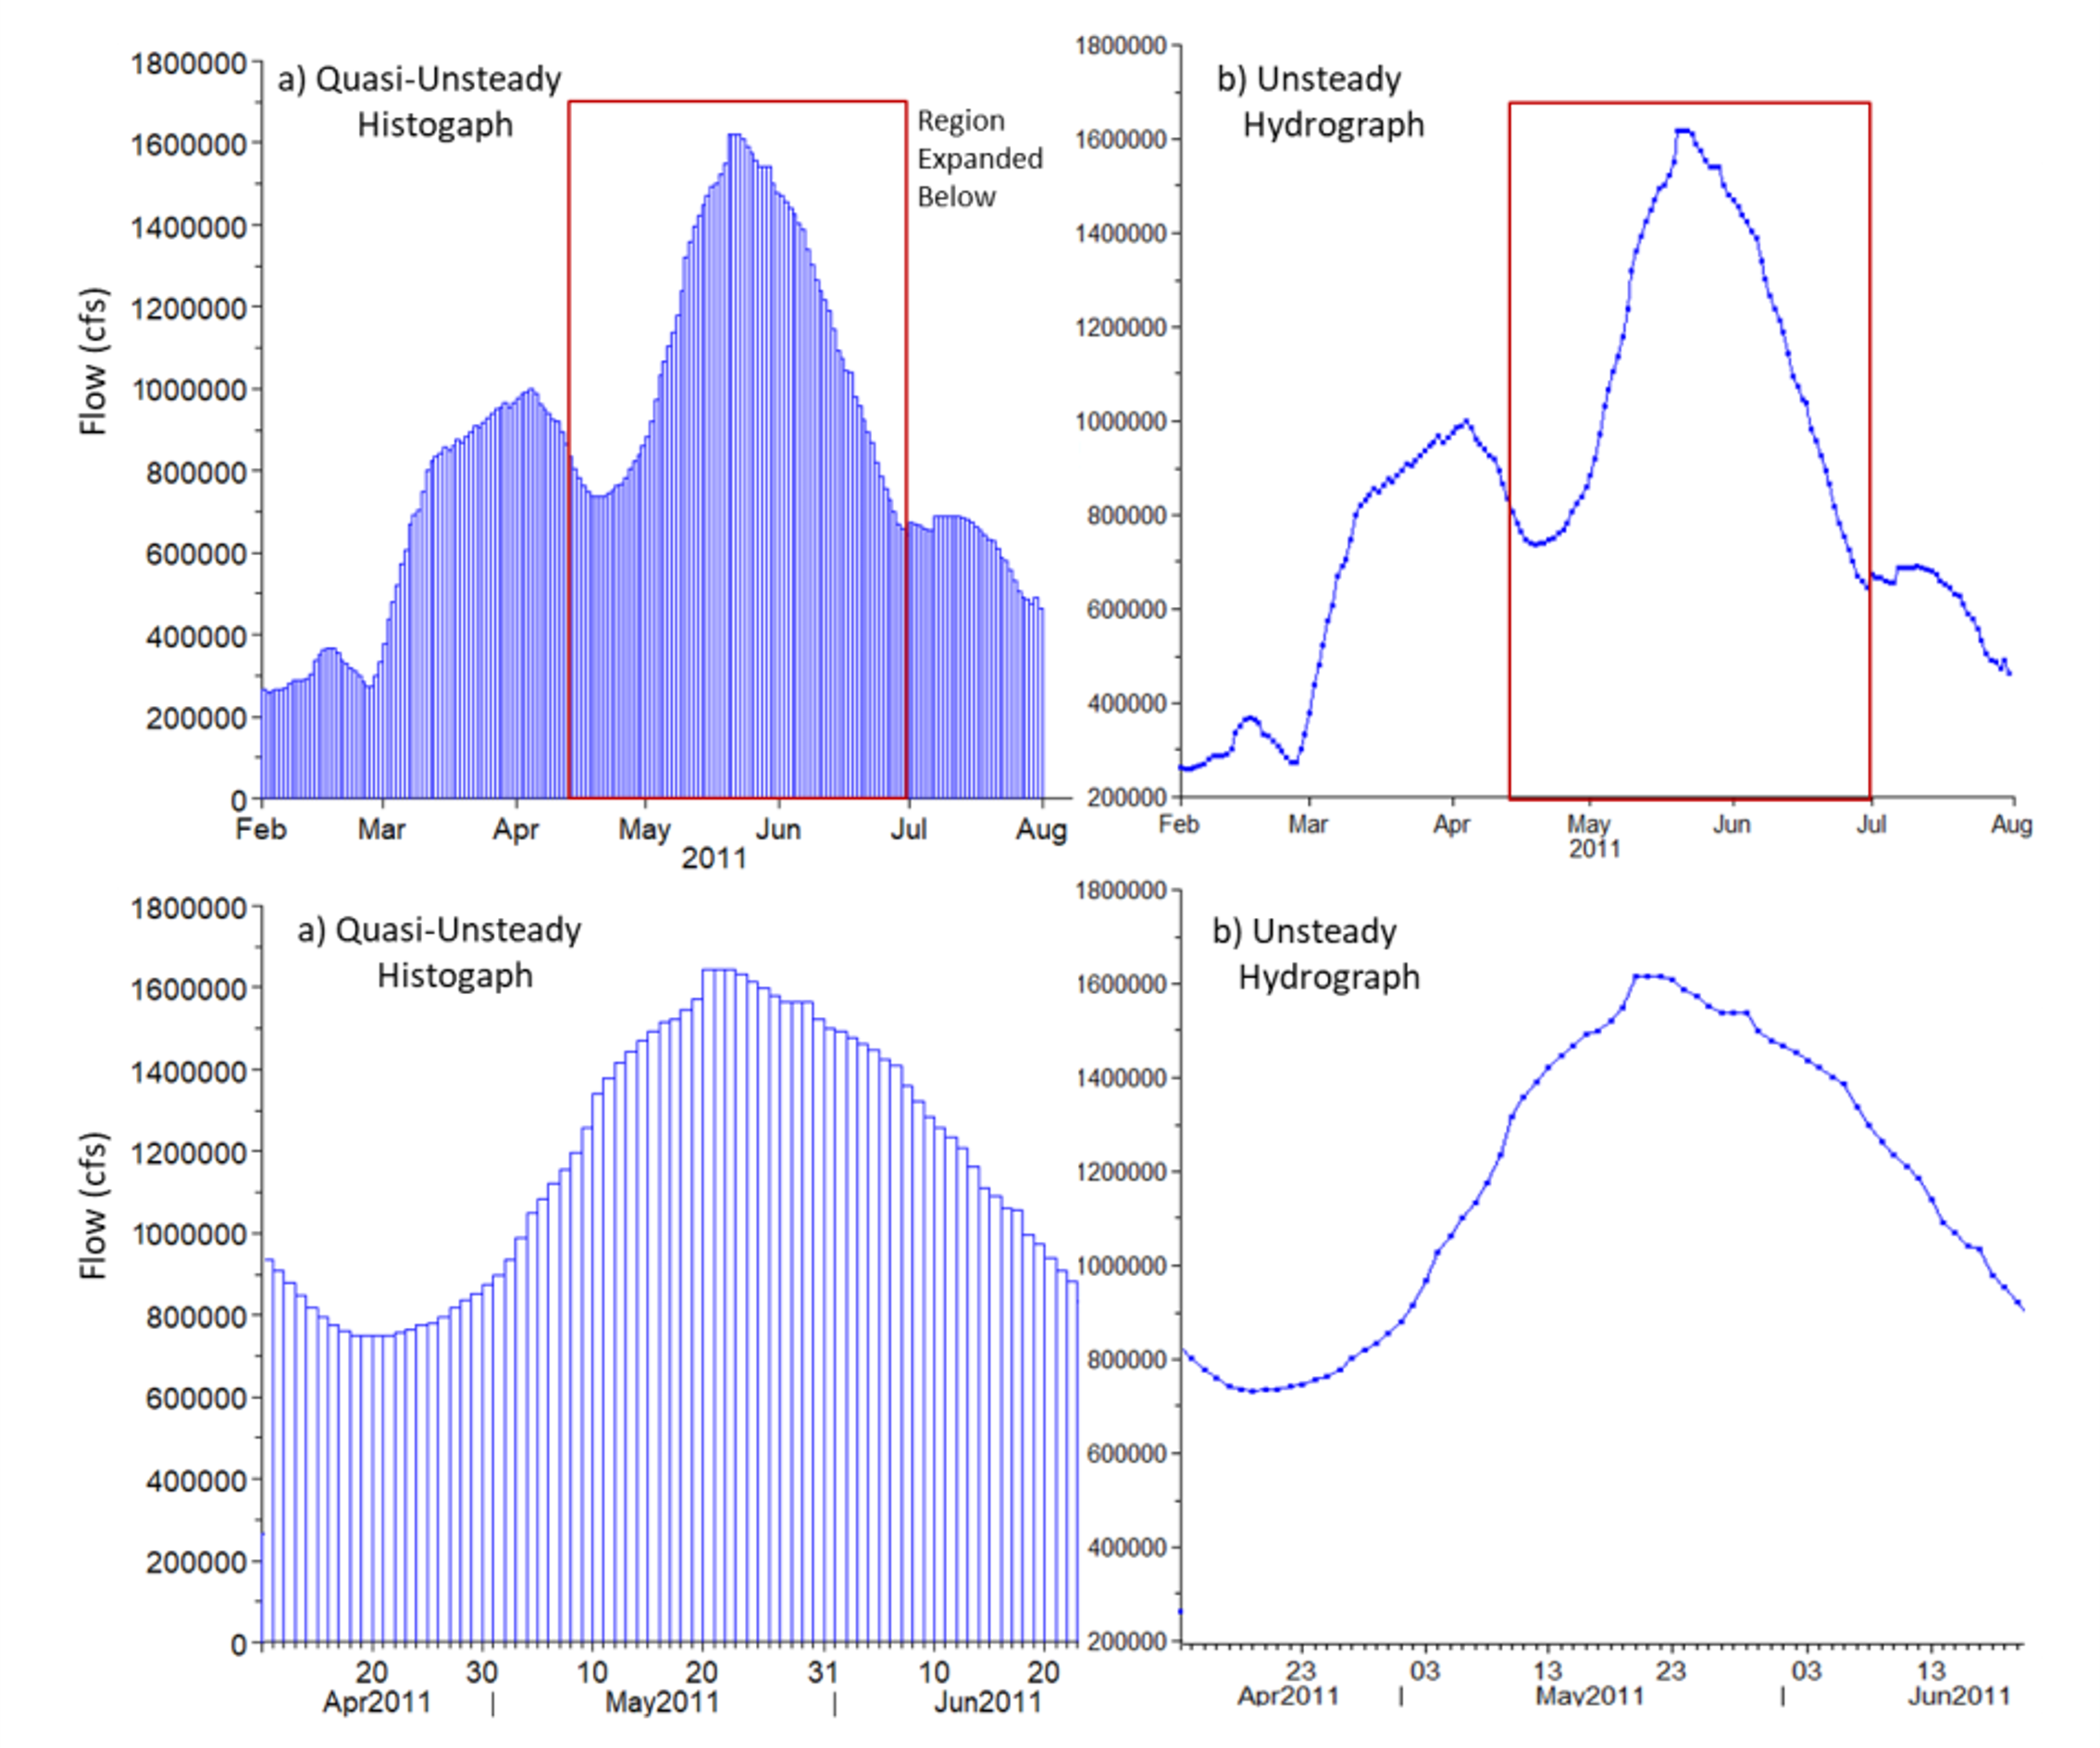 1800000
1600000
1400000
1200000
1000000
800000
600000
400000
200000
0
Flow (cfs)
a) Quasi-Unsteady
Histogaph
Region
Expanded
Below
Feb Mar Apr May Jun Jul Aug
2011
1800000
1600000
1400000
1200000
1000000
800000
600000
400000
200000
b) Unsteady
Hydrograph
Feb Mar Apr May Jun Jul Aug
2011
1800000
1600000
1400000
1200000
1000000
800000
600000
400000
200000
0
Flow (cfs)
a) Quasi-Unsteady
Histogaph
20 30 10 20 31 10 20
Apr2011 | May2011 | Jun2011
1800000
1600000
1400000
1200000
1000000
800000
600000
400000
200000
b) Unsteady
Hydrograph
23 03 13 23 03 13
Apr2011 | May2011 | Jun2011